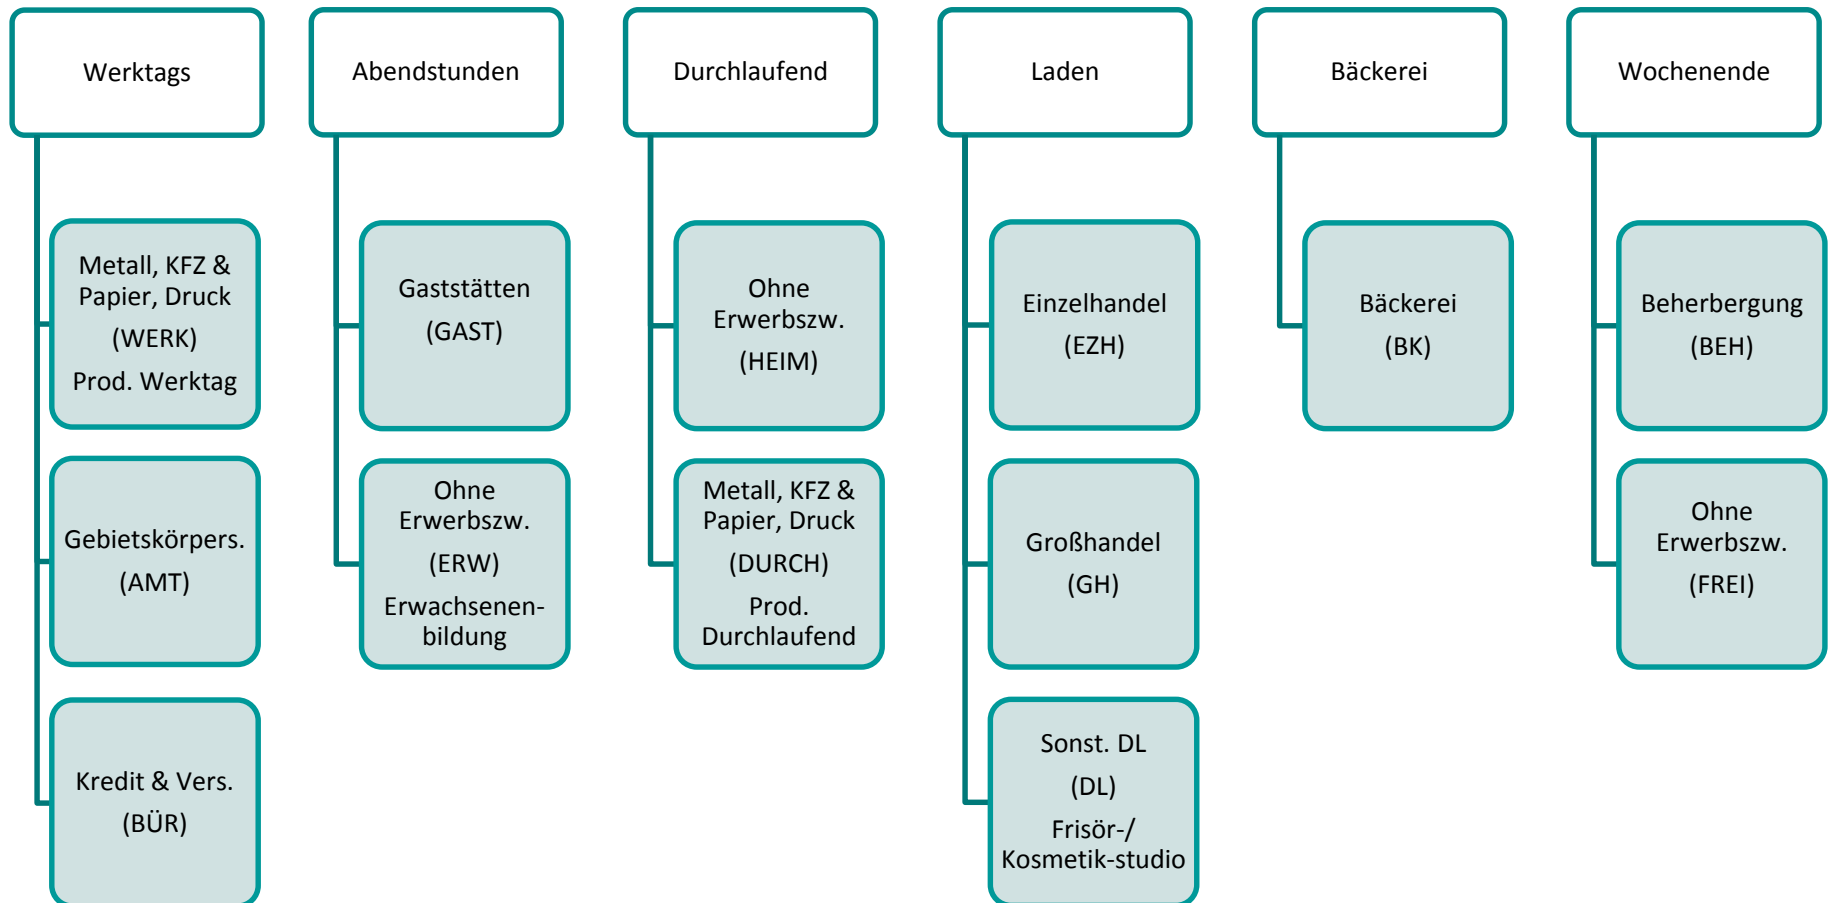 Werktags
Metall, KFZ &
Papier, Druck
(WERK)
Prod. Werktag
Gebietskörpers.
(AMT)
Kredit & Vers.
(BÜR)
Abendstunden
Gaststätten
(GAST)
Ohne
Erwerbszw.
(ERW)
Erwachsenen-
bildung
Durchlaufend
Ohne
Erwerbszw.
(HEIM)
Metall, KFZ &
Papier, Druck
(DURCH)
Prod.
Durchlaufend
Laden
Einzelhandel
(EZH)
Großhandel
(GH)
Sonst. DL
(DL)
Frisör-/
Kosmetik-studio
Bäckerei
Bäckerei
(BK)
Wochenende
Beherbergung
(BEH)
Ohne
Erwerbszw.
(FREI)